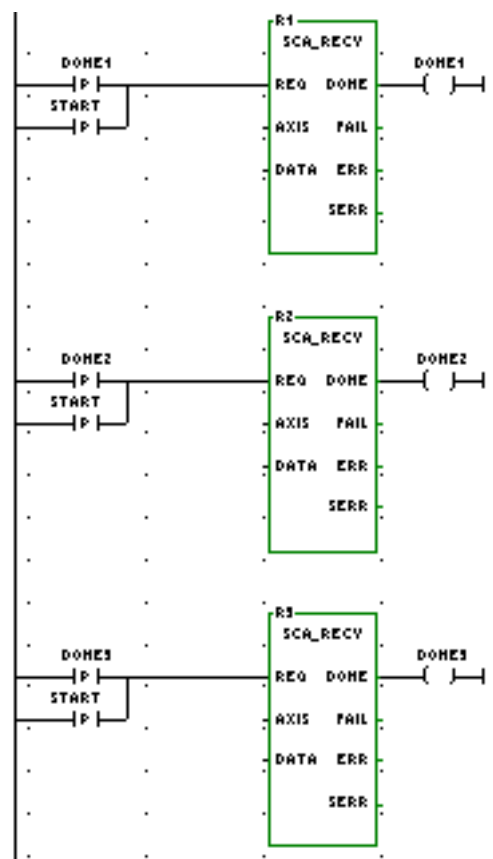 R1
SCA_RECV
DONE1
P
REQ DONE
DONE1
START
P
AXIS FAIL
DATA ERR
SERR
R2
SCA_RECV
DONE2
P
REQ DONE
DONE2
START
P
AXIS FAIL
DATA ERR
SERR
R3
SCA_RECV
DONE3
P
REQ DONE
DONE3
START
P
AXIS FAIL
DATA ERR
SERR